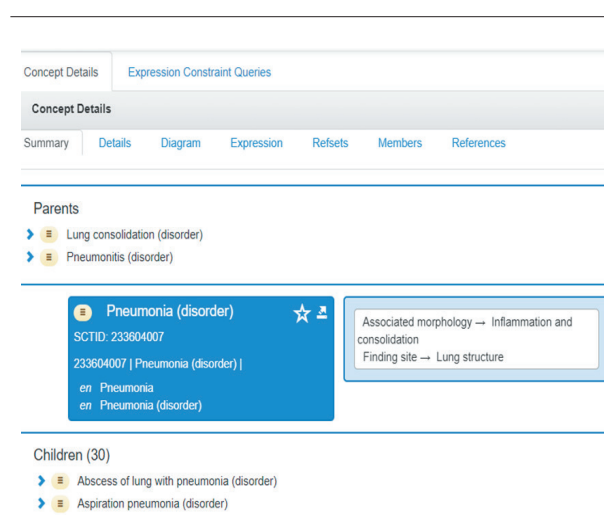 Concept Details Expression Constraint Queries
Concept Details
Summary Details Diagram Expression Refsets Members References
Parents
Lung consolidation (disorder)
Pneumonitis (disorder)
Pneumonia (disorder)
SCTID: 233604007
233604007 | Pneumonia (disorder) |
en Pneumonia
en Pneumonia (disorder)
Associated morphology → Inflammation and
consolidation
Finding site → Lung structure
Children (30)
Abscess of lung with pneumonia (disorder)
Aspiration pneumonia (disorder)